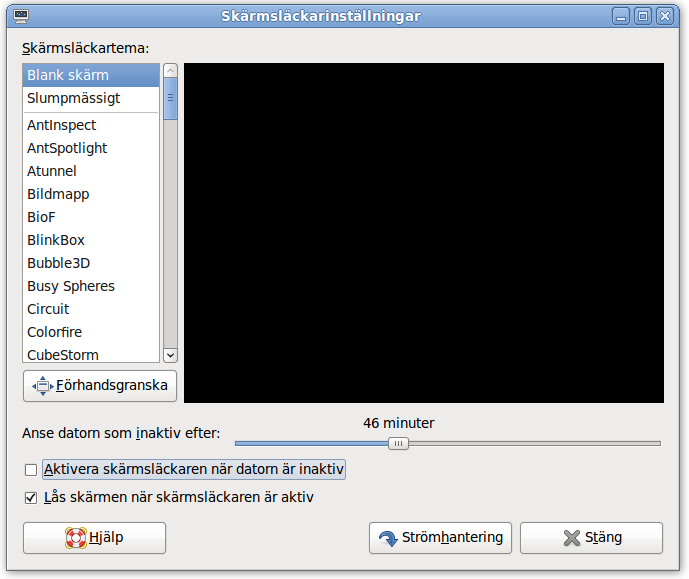 Skärmsläckarinställningar
Skärmsläckartema:
Blank skärm
Slumpmässigt
AntInspect
AntSpotlight
Atunnel
Bildmapp
BioF
BlinkBox
Bubble3D
Busy Spheres
Circuit
Colorfire
CubeStorm
Förhandsgranska
46 minuter
Anse datorn som inaktiv efter:
Aktivera skärmsläckaren när datorn är inaktiv
Lås skärmen när skärmsläckaren är aktiv
Hjälp
Strömhantering
Stäng